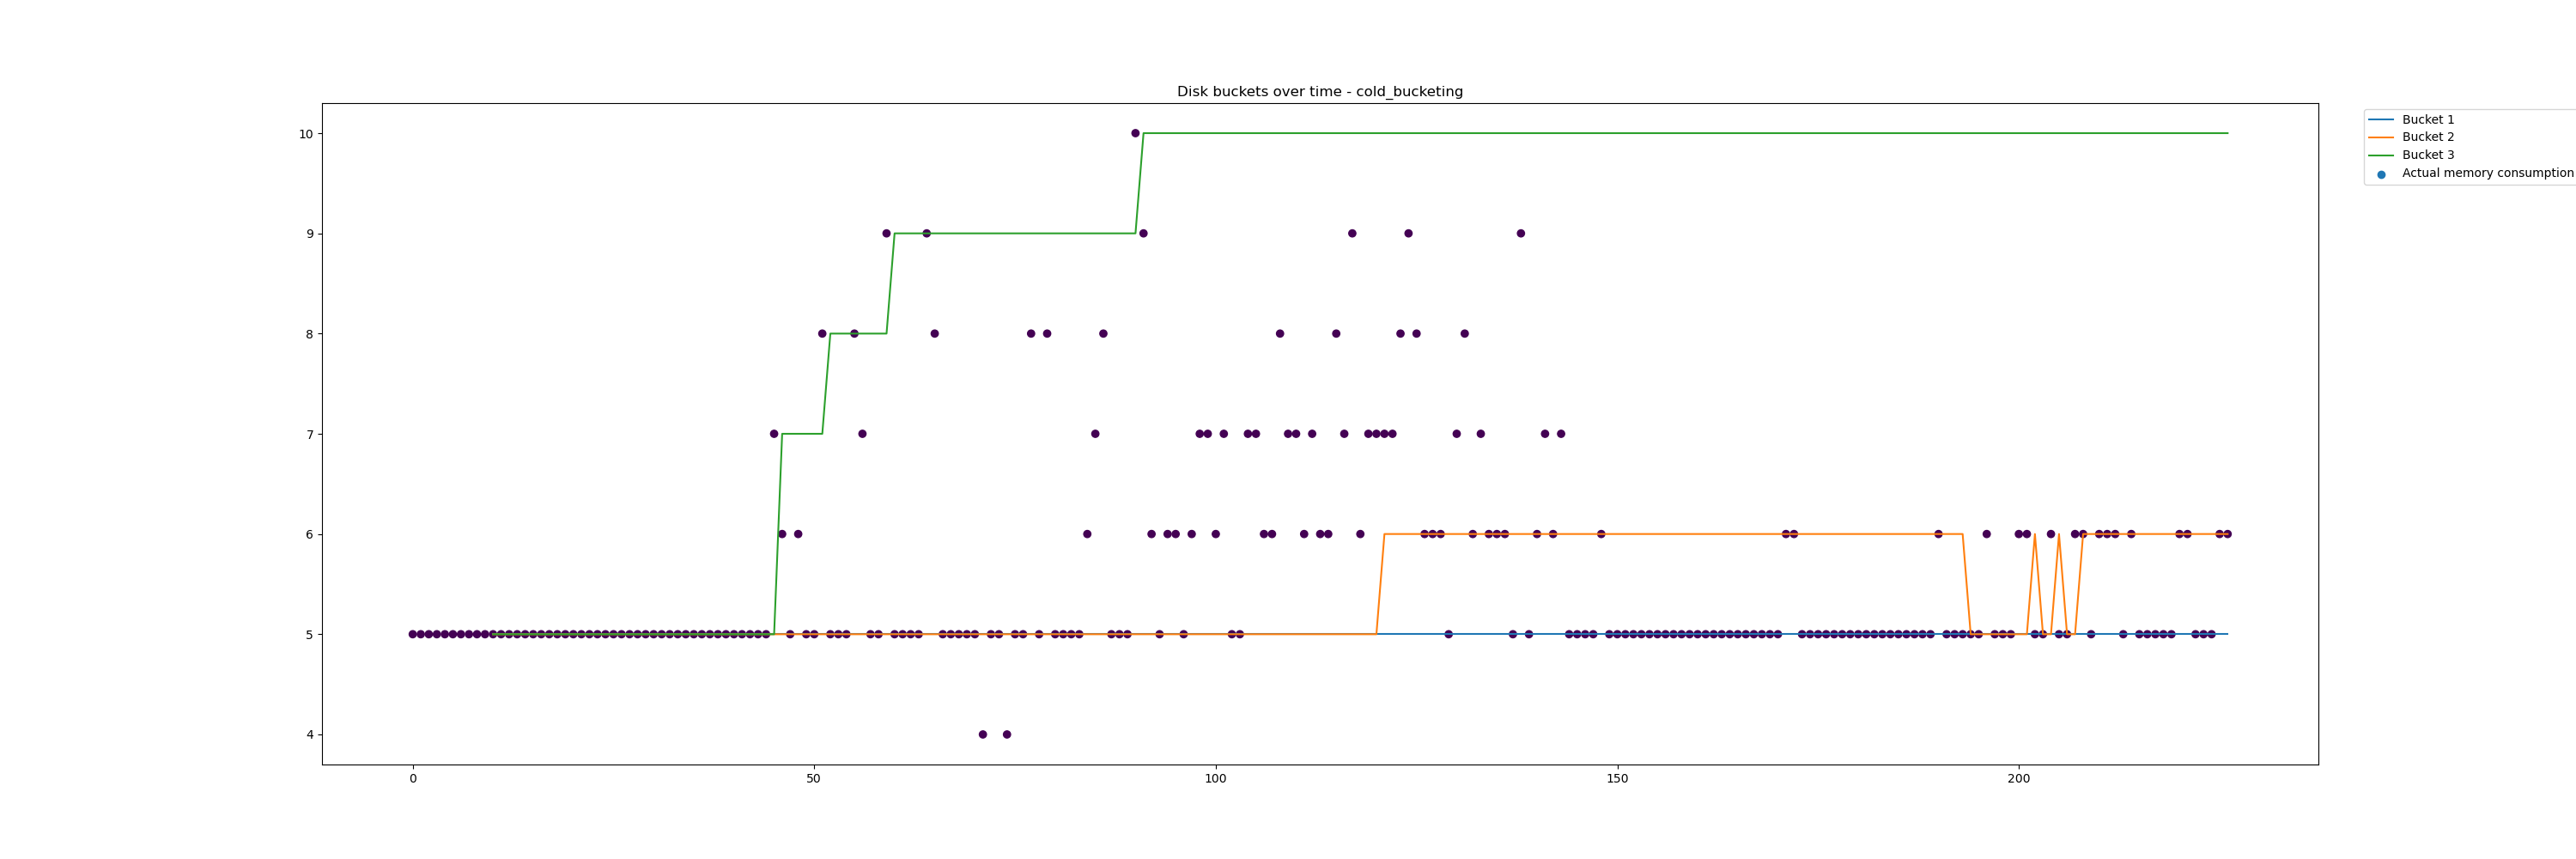 Disk buckets over time - cold_bucketing
10
9
8
7
6
5
4
0 50 100 150 200
Bucket 1
Bucket 2
Bucket 3
Actual memory consumption